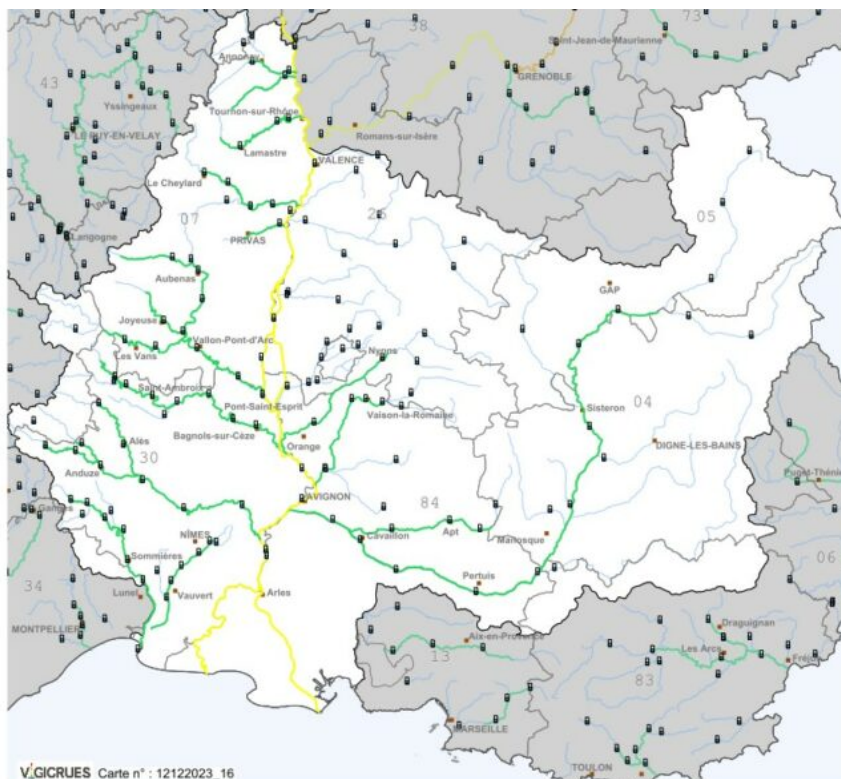 38
73
Saint-Jean-de-Maurienne
Annonay
43
GRENOBLE
Yssingeaux
Tournon-sur-Rhône
LE PUY-EN-VELAY
Romans-sur-Isère
Lamastre
VALENCE
Le Cheylard
07
26
05
Langogne
PRIVAS
Aubenas
GAP
Joyeuse
Vallon-Pont-d'Arc
Les Vans
Nyons
Saint-Ambroix
Pont-Saint-Esprit
Vaison-la-Romaine
Sisteron
04
Bagnols-sur-Cèze
Orange
Alès
DIGNE-LES-BAINS
30
Anduze
Puget-Théniers
AVIGNON
84
Ganges
Cavaillon
Apt
Manosque
NÎMES
Sommières
06
34
Pertuis
Lunel
Vauvert
Arles
MONTPELLIER
Draguignan
Aix-en-Provence
13
Les Arcs
Fréjus
83
MARSEILLE
TOULON
VIGICRUES Carte n° : 12122023_16